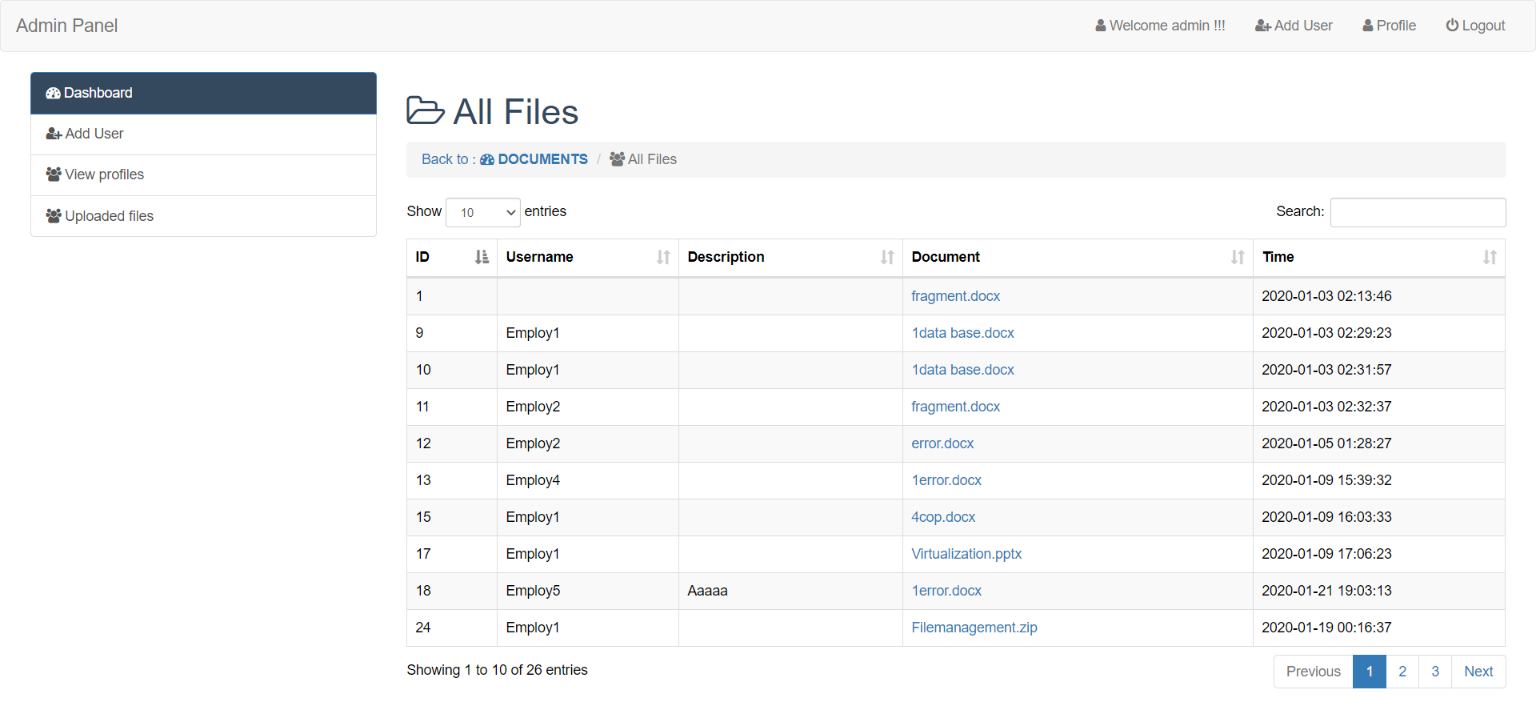 Admin Panel Welcome admin !!! Add User Profile Logout
Dashboard
Add User
View profiles
Uploaded files
All Files
Back to : DOCUMENTS / All Files
Show 10 entries Search:
ID Username Description Document Time
1 fragment.docx 2020-01-03 02:13:46
9 Employ1 1data base.docx 2020-01-03 02:29:23
10 Employ1 1data base.docx 2020-01-03 02:31:57
11 Employ2 fragment.docx 2020-01-03 02:32:37
12 Employ2 error.docx 2020-01-05 01:28:27
13 Employ4 1error.docx 2020-01-09 15:39:32
15 Employ1 4cop.docx 2020-01-09 16:03:33
17 Employ1 Virtualization.pptx 2020-01-09 17:06:23
18 Employ5 Aaaaa 1error.docx 2020-01-21 19:03:13
24 Employ1 Filemanagement.zip 2020-01-19 00:16:37
Showing 1 to 10 of 26 entries Previous 1 2 3 Next